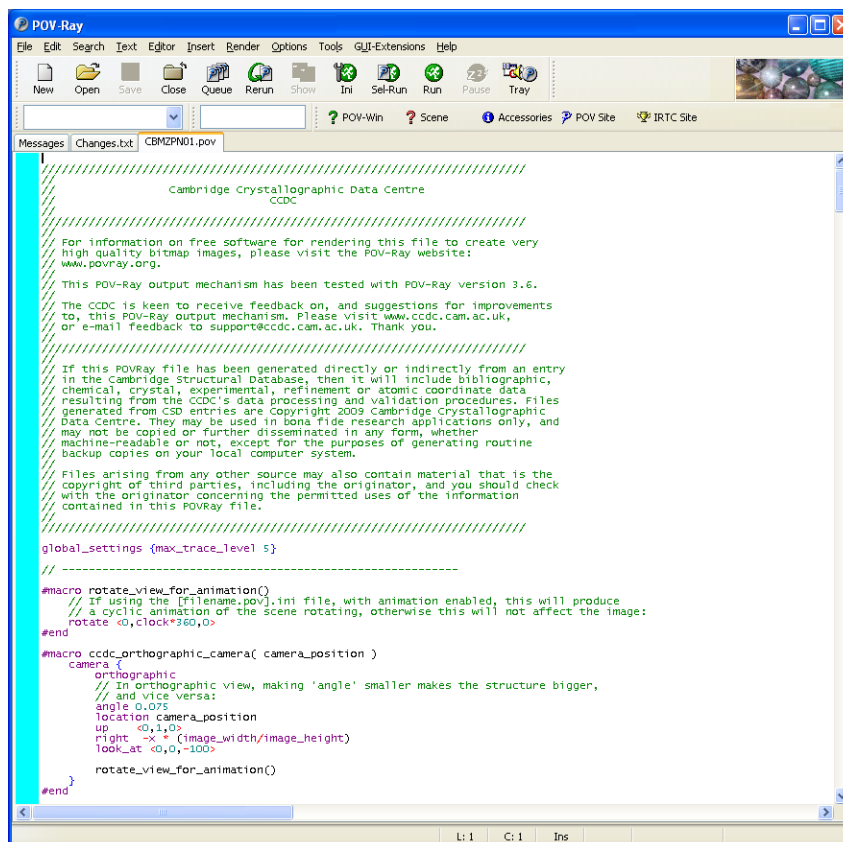 POV-Ray
File Edit Search Text Editor Insert Render Options Tools GUI-Extensions Help
New Open Save Close Queue Rerun Show Ini Sel-Run Run Pause Tray
POV-Win Scene Accessories POV Site IRTC Site
Messages Changes.txt CBMZPN01.pov
///////////////////////////////////////////////////////////////////////
//
// Cambridge Crystallographic Data Centre
// CCDC
//
///////////////////////////////////////////////////////////////////////
//
// For information on free software for rendering this file to create very
// high quality bitmap images, please visit the POV-Ray website:
// www.povray.org.
//
// This POV-Ray output mechanism has been tested with POV-Ray version 3.6.
//
// The CCDC is keen to receive feedback on, and suggestions for improvements
// to, this POV-Ray output mechanism. Please visit www.ccdc.cam.ac.uk,
// or e-mail feedback to support@ccdc.cam.ac.uk. Thank you.
//
///////////////////////////////////////////////////////////////////////
//
// If this POVRay file has been generated directly or indirectly from an entry
// in the Cambridge Structural Database, then it will include bibliographic,
// chemical, crystal, experimental, refinement or atomic coordinate data
// resulting from the CCDC's data processing and validation procedures. Files
// generated from CSD entries are Copyright 2009 Cambridge Crystallographic
// Data Centre. They may be used in bona fide research applications only, and
// may not be copied or further disseminated in any form, whether
// machine-readable or not, except for the purposes of generating routine
// backup copies on your local computer system.
//
// Files arising from any other source may also contain material that is the
// copyright of third parties, including the originator, and you should check
// with the originator concerning the permitted uses of the information
// contained in this POVRay file.
//
///////////////////////////////////////////////////////////////////////
global_settings {max_trace_level 5}
// -----------------------------------------------------------
#macro rotate_view_for_animation()
// If using the [filename.pov].ini file, with animation enabled, this will produce
// a cyclic animation of the scene rotating, otherwise this will not affect the image:
rotate <0,clock*360,0>
#end
#macro ccdc_orthographic_camera( camera_position )
camera {
orthographic
// In orthographic view, making 'angle' smaller makes the structure bigger,
// and vice versa:
angle 0.075
location camera_position
up <0,1,0>
right -x * (image_width/image_height)
look_at <0,0,-100>
rotate_view_for_animation()
}
#end
L: 1 C: 1 Ins